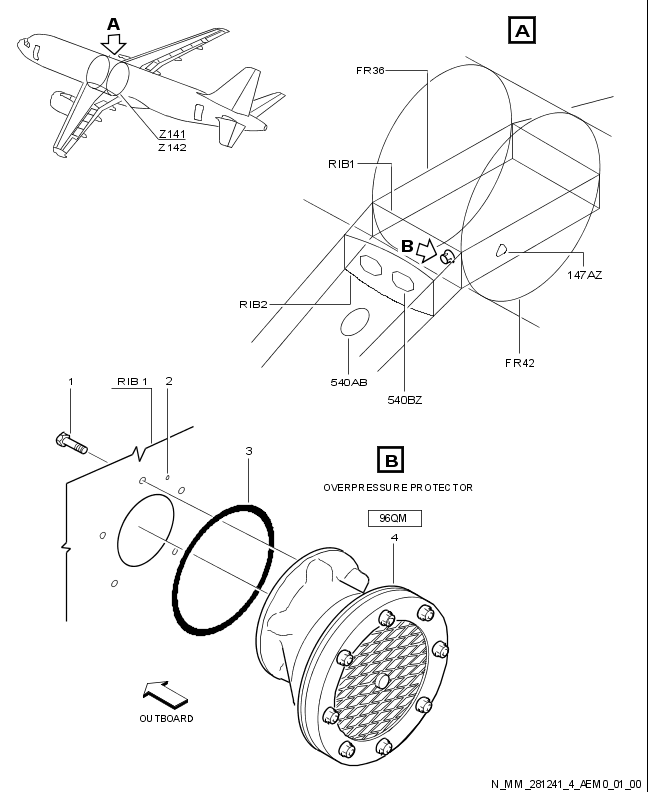 A
Z141
Z142
A
FR36
RIB1
B
147AZ
RIB2
FR42
540AB
540BZ
1
RIB 1
2
3
B
OVERPRESSURE PROTECTOR
96QM
4
OUTBOARD
N_MM_281241_4_AEM0_01_00